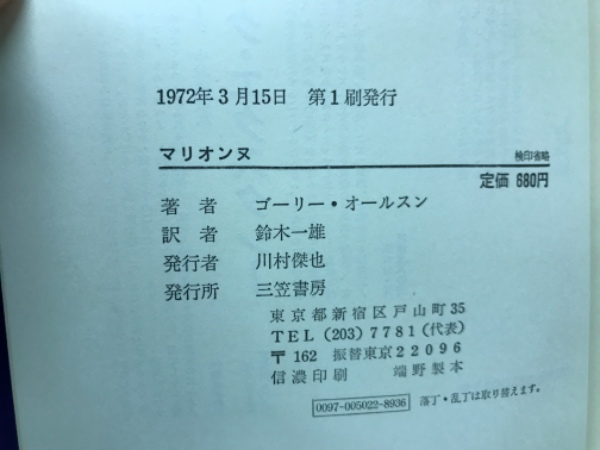 1972年3月15日 第1刷発行
マリオンヌ 検印省略
定価 680円
著者 ゴーリー・オールスン
訳者 鈴木一雄
発行者 川村傑也
発行所 三笠書房
東京都新宿区戸山町35
TEL(203)7781(代表)
〒162 振替東京22096
信濃印刷 端野製本
0097-005022-8936 落丁・乱丁は取り替えます。